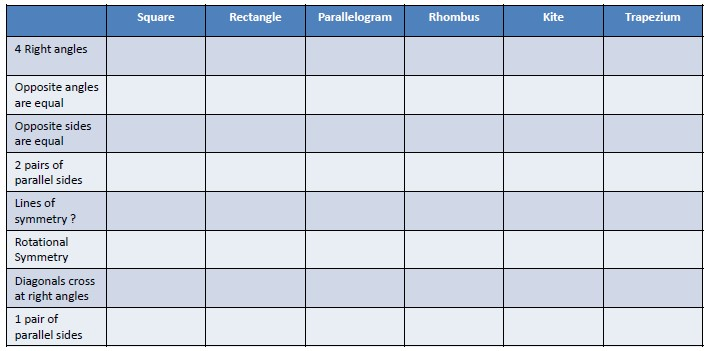 Square Rectangle Parallelogram Rhombus Kite Trapezium
4 Right angles
Opposite angles
are equal
Opposite sides
are equal
2 pairs of
parallel sides
Lines of
symmetry ?
Rotational
Symmetry
Diagonals cross
at right angles
1 pair of
parallel sides